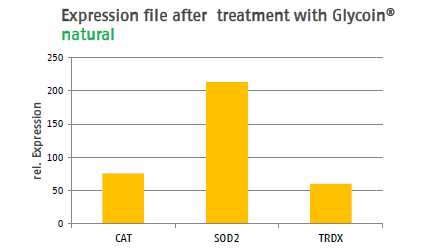 Expression file after treatment with Glycoin®
natural
rel. Expression
250
200
150
100
50
0
CAT SOD2 TRDX